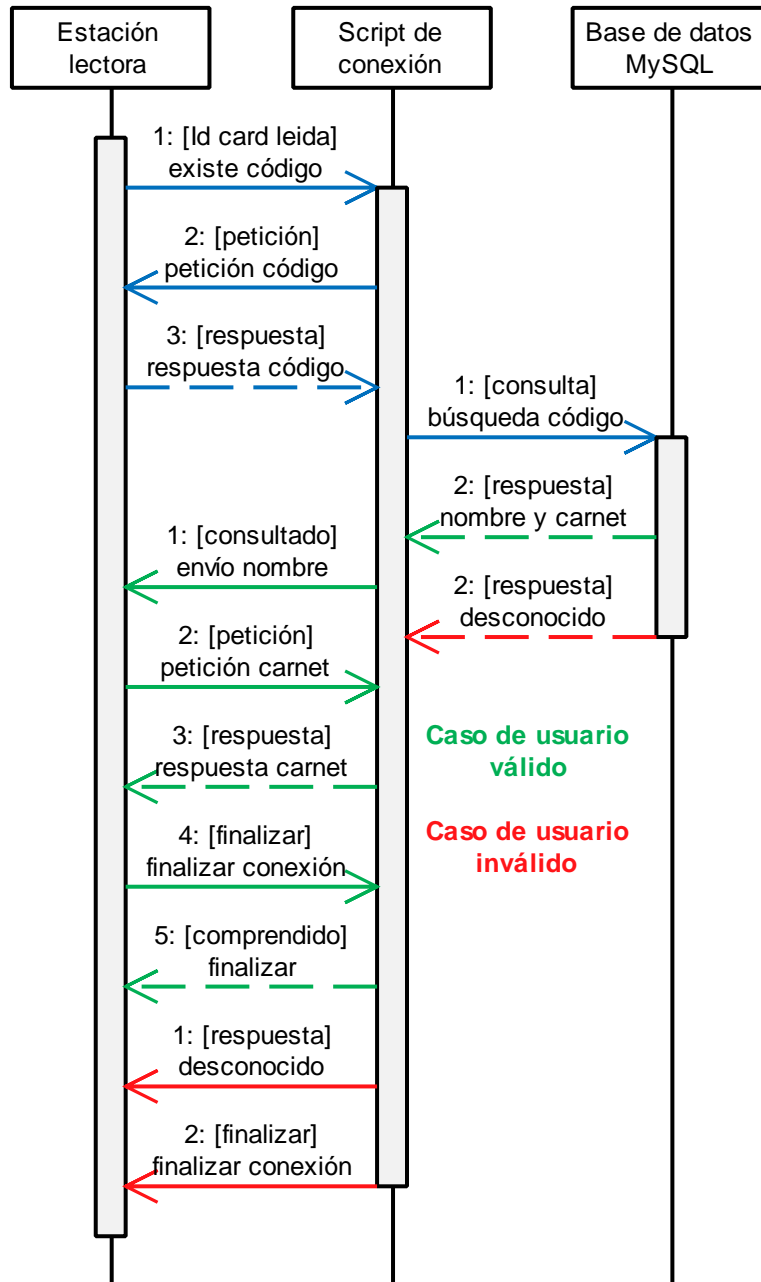 Estación
lectora
Script de
conexión
Base de datos
MySQL
1: [Id card leida]
existe código
2: [petición]
petición código
3: [respuesta]
respuesta código
1: [consulta]
búsqueda código
2: [respuesta]
nombre y carnet
1: [consultado]
envío nombre
2: [respuesta]
desconocido
2: [petición]
petición carnet
3: [respuesta]
respuesta carnet
Caso de usuario
válido
4: [finalizar]
finalizar conexión
Caso de usuario
inválido
5: [comprendido]
finalizar
1: [respuesta]
desconocido
2: [finalizar]
finalizar conexión